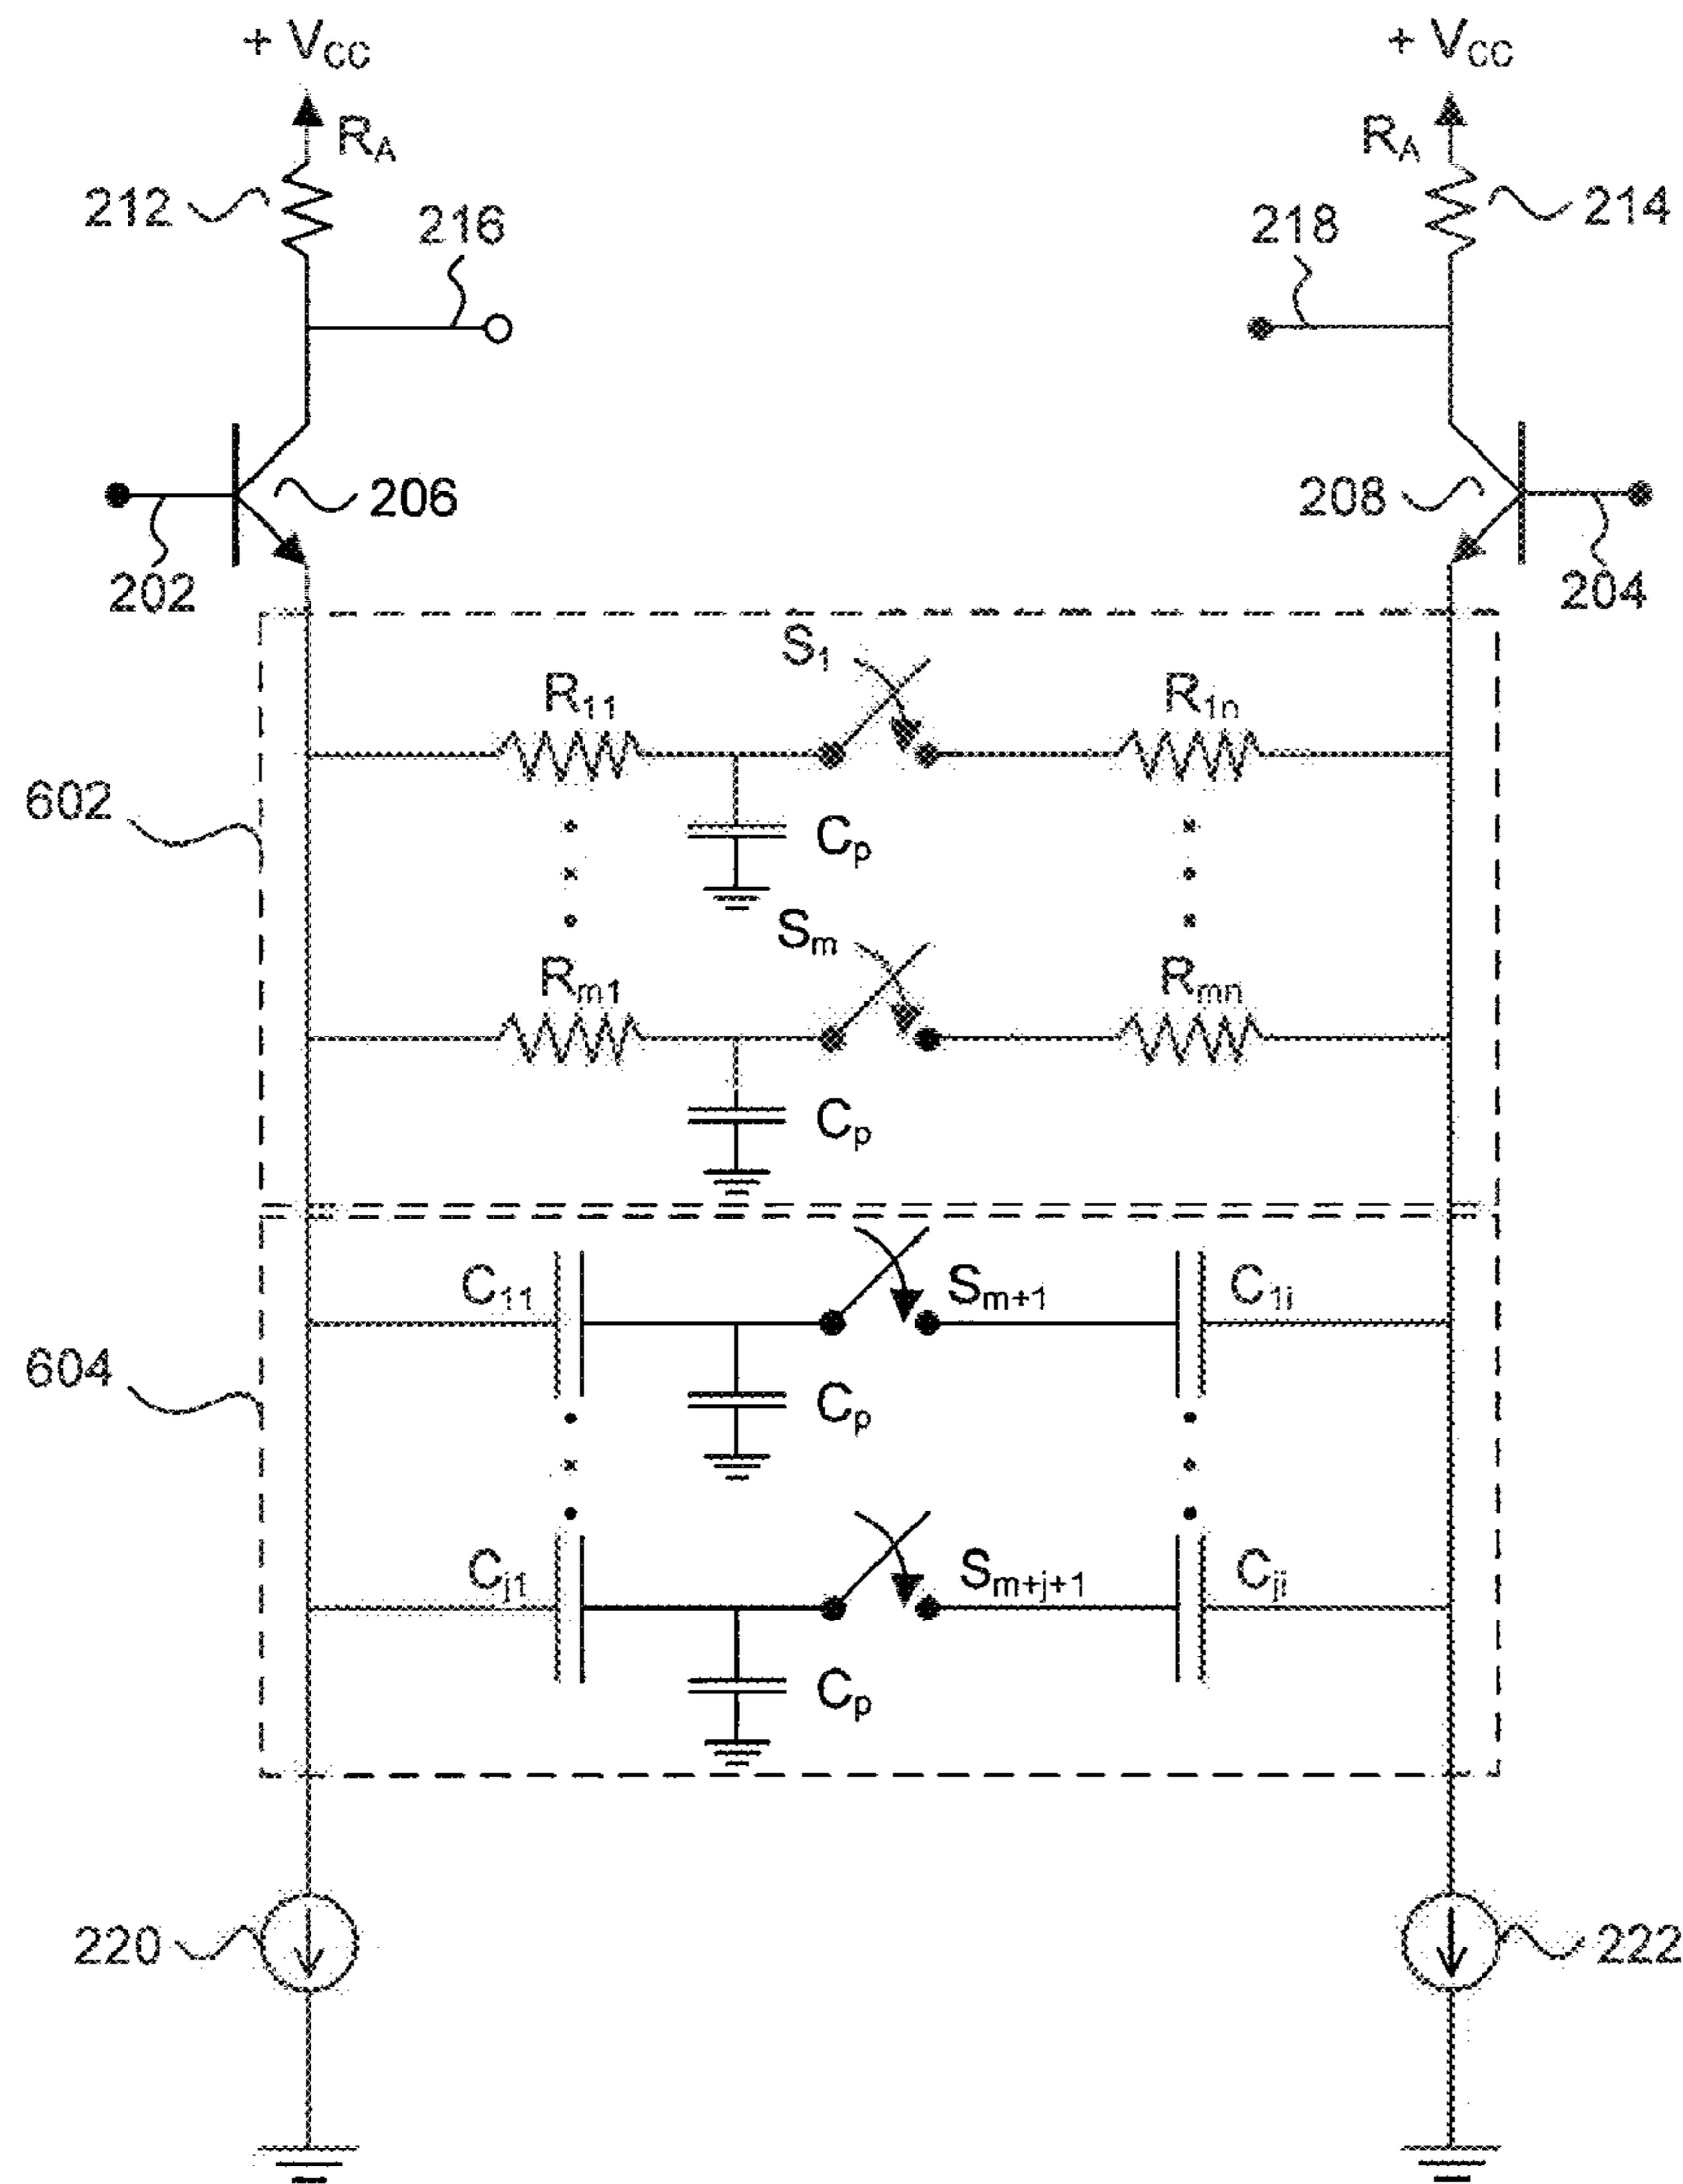 + VCC + VCC
RA RA
212 214
216 218
206 208
202 204
S1
R11 R1n
602
Cp
Sm
Rm1 Rmn
Cp
C11 Sm+1 C1i
604
Cp
Cj1 Sm+j+1 Cji
Cp
220 222